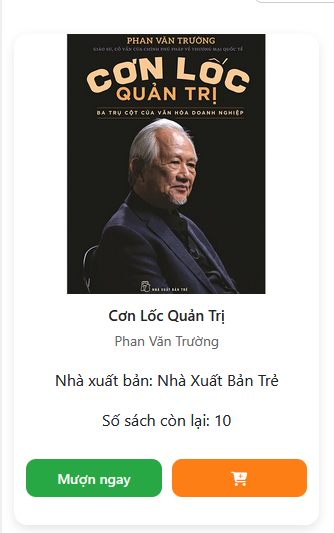 PHAN VĂN TRƯỜNG
GIÁO SƯ, CỐ VẤN CỦA CHÍNH PHỦ PHÁP VỀ THƯƠNG MẠI QUỐC TẾ
CƠN LỐC
QUẢN TRỊ
BA TRỤ CỘT CỦA VĂN HÓA DOANH NGHIỆP
NHÀ XUẤT BẢN TRẺ
Cơn Lốc Quản Trị
Phan Văn Trường
Nhà xuất bản: Nhà Xuất Bản Trẻ
Số sách còn lại: 10
Mượn ngay